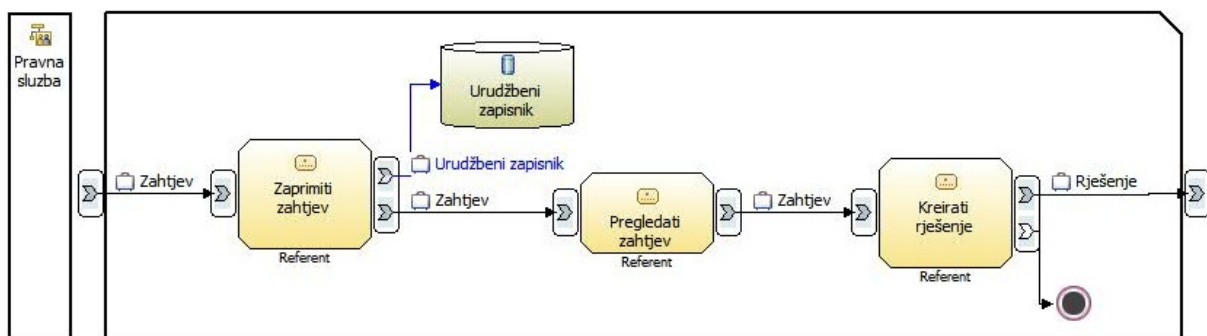 Pravna
sluzba
Urudžbeni
zapisnik
Zahtjev
Zaprimiti
zahtjev
Referent
Urudžbeni zapisnik
Zahtjev
Pregledati
zahtjev
Referent
Zahtjev
Kreirati
rješenje
Referent
Rješenje